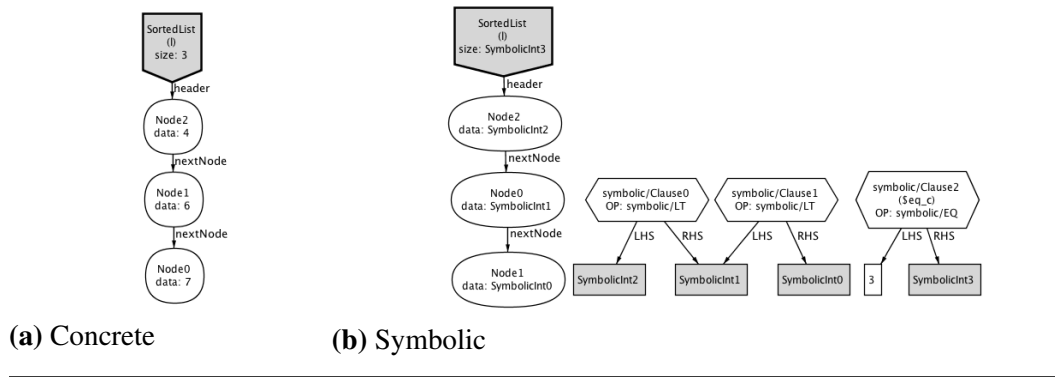 SortedList
(l)
size: 3
header
Node2
data: 4
nextNode
Node1
data: 6
nextNode
Node0
data: 7
(a) Concrete
SortedList
(l)
size: SymbolicInt3
header
Node2
data: SymbolicInt2
nextNode
Node0
data: SymbolicInt1
nextNode
Node1
data: SymbolicInt0
symbolic/Clause0
OP: symbolic/LT
LHS
RHS
symbolic/Clause1
OP: symbolic/LT
LHS
RHS
symbolic/Clause2
($eq_c)
OP: symbolic/EQ
LHS
RHS
SymbolicInt2
SymbolicInt1
SymbolicInt0
3
SymbolicInt3
(b) Symbolic